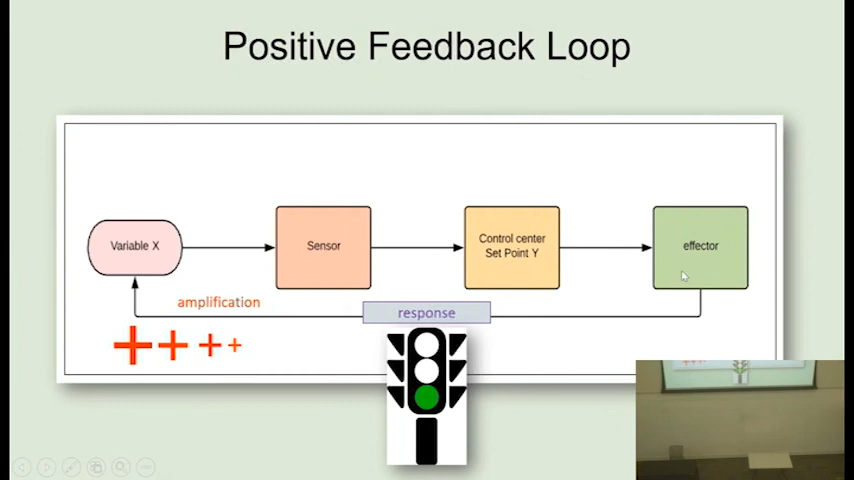 Positive Feedback Loop
Variable X
Sensor
Control center
Set Point Y
effector
amplification
response